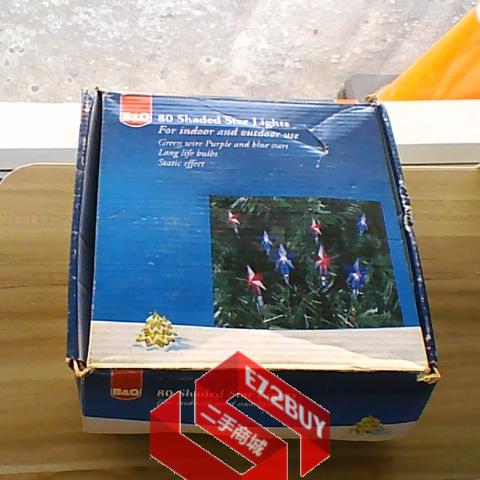 B&Q
80 Shaded Star Lights
For indoor and outdoor use
Green wire Purple and blue stars
Long life bulbs
Static effect
B&Q
80 Shaded Star
EZ2BUY
二手商城